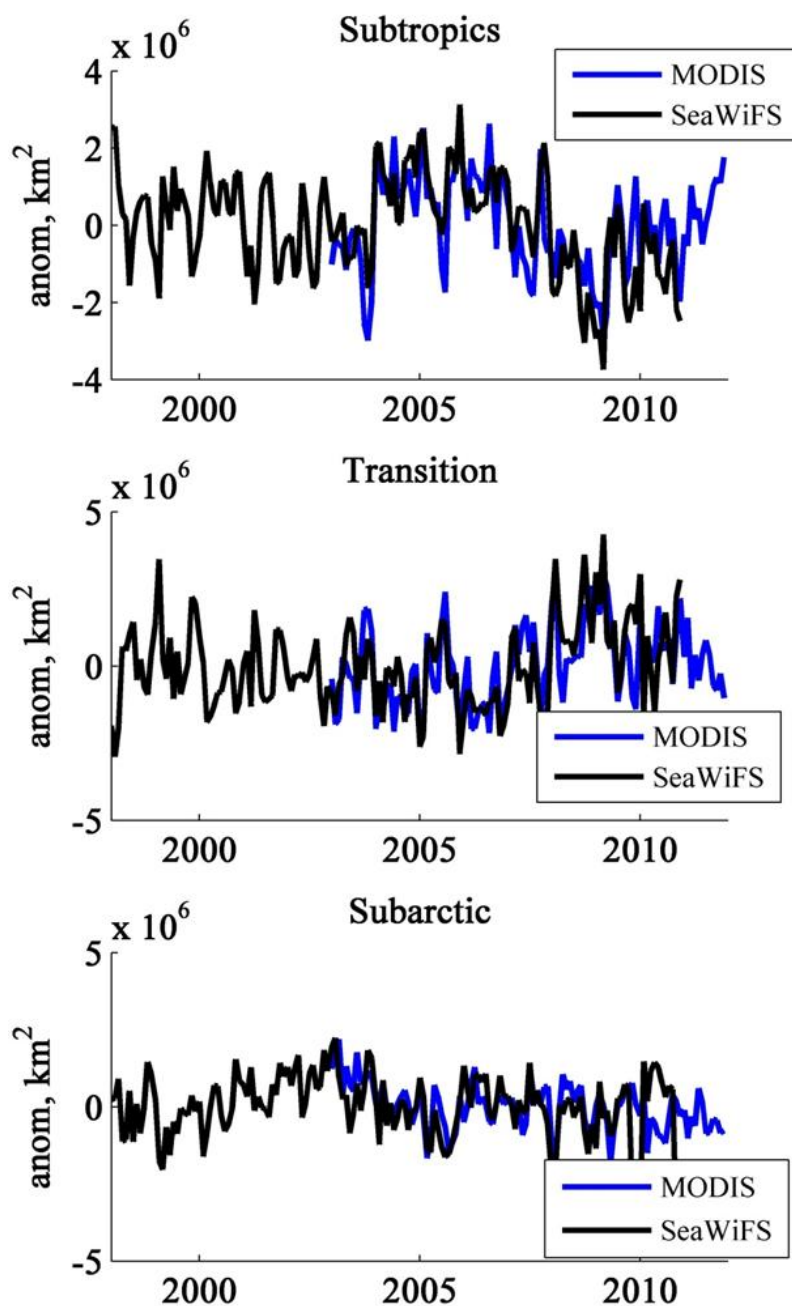 x 10^6
Subtropics
MODIS
SeaWiFS
anom, km^2
4
2
0
-2
-4
2000 2005 2010
x 10^6
Transition
anom, km^2
5
0
-5
MODIS
SeaWiFS
2000 2005 2010
x 10^6
Subarctic
anom, km^2
5
0
-5
MODIS
SeaWiFS
2000 2005 2010